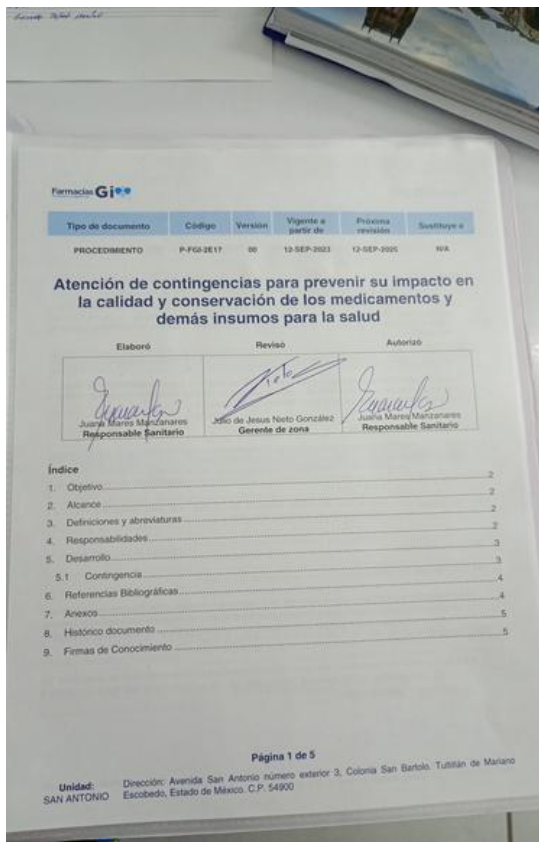 Farmacias Gi
Tipo de documento Código Versión Vigente a partir de Próxima revisión Sustituye a
PROCEDIMIENTO P-FGI-2E17 00 12-SEP-2023 12-SEP-2025 N/A
Atención de contingencias para prevenir su impacto en
la calidad y conservación de los medicamentos y
demás insumos para la salud
Elaboró Revisó Autorizó
Nieto
Juana Mares Manzanares Julio de Jesus Nieto González Juana Mares Manzanares
Responsable Sanitario Gerente de zona Responsable Sanitario
Índice
1. Objetivo 2
2. Alcance 2
3. Definiciones y abreviaturas 2
4. Responsabilidades 2
5. Desarrollo 3
5.1 Contingencia 3
6. Referencias Bibliográficas 4
7. Anexos 4
8. Histórico documento 5
9. Firmas de Conocimiento 5
Página 1 de 5
Unidad: Dirección: Avenida San Antonio número exterior 3, Colonia San Bartolo. Tultitlán de Mariano
SAN ANTONIO Escobedo, Estado de México. C.P. 54900